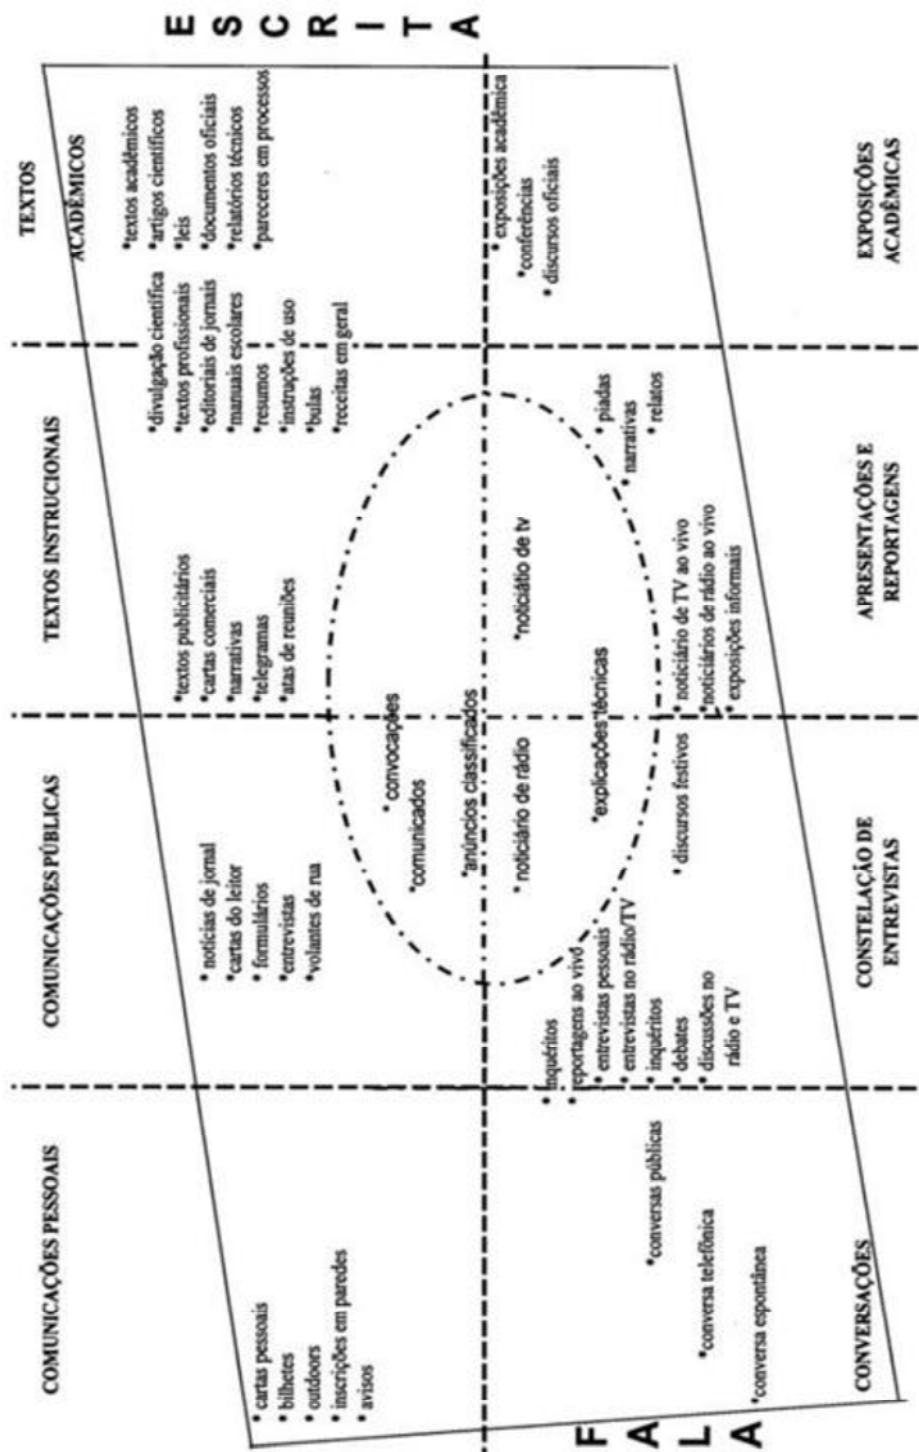 ESCRITA
COMUNICAÇÕES PESSOAIS
COMUNICAÇÕES PÚBLICAS
TEXTOS INSTRUCIONAIS
TEXTOS
ACADÊMICOS
* cartas pessoais
* bilhetes
* outdoors
* inscrições em paredes
* avisos
* notícias de jornal
*cartas do leitor
* formulários
*entrevistas
*volantes de rua
*textos publicitários
*cartas comerciais
*narrativas
*telegramas
*atas de reuniões
*divulgação científica
*textos profissionais
*editoriais de jornais
*manuais escolares
*resumos
*instruções de uso
*bulas
*receitas em geral
*textos acadêmicos
*artigos científicos
*leis
*documentos oficiais
*relatórios técnicos
*pareceres em processos
*convocações
*comunicados
*anúncios classificados
* noticiário de rádio
*noticiátio de tv
*explicações técnicas
* inquéritos
* reportagens ao vivo
* entrevistas pessoais
*entrevistas no rádio/TV
*inquéritos
*debates
*discussões no
rádio e TV
*conversas públicas
*conversa telefônica
*conversa espontânea
* discursos festivos
* noticiário de TV ao vivo
*noticiários de rádio ao vivo
* exposições informais
* piadas
* narrativas
* relatos
* exposições acadêmica
*conferências
* discursos oficiais
FALA
CONVERSAÇÕES
CONSTELAÇÃO DE
ENTREVISTAS
APRESENTAÇÕES E
REPORTAGENS
EXPOSIÇÕES
ACADÊMICAS